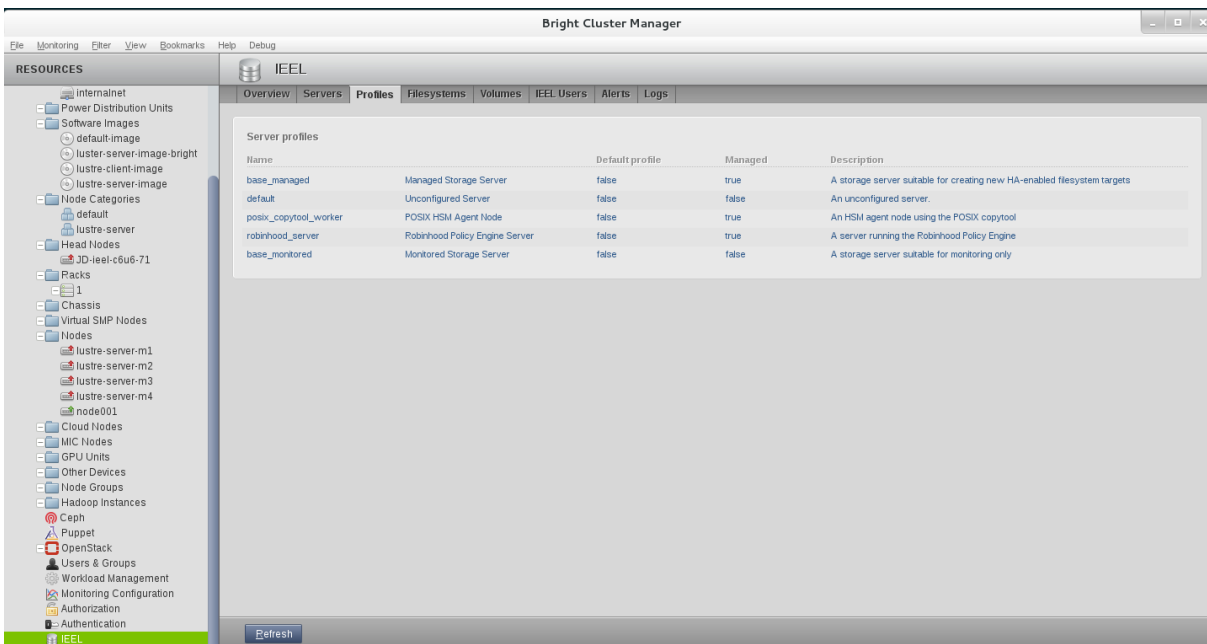 Bright Cluster Manager
File Monitoring Filter View Bookmarks Help Debug
RESOURCES
internalnet
Power Distribution Units
Software Images
default-image
luster-server-image-bright
lustre-client-image
lustre-server-image
Node Categories
default
lustre-server
Head Nodes
JD-ieel-c6u6-71
Racks
1
Chassis
Virtual SMP Nodes
Nodes
lustre-server-m1
lustre-server-m2
lustre-server-m3
lustre-server-m4
node001
Cloud Nodes
MIC Nodes
GPU Units
Other Devices
Node Groups
Hadoop Instances
Ceph
Puppet
OpenStack
Users & Groups
Workload Management
Monitoring Configuration
Authorization
Authentication
IEEL
IEEL
Overview Servers Profiles Filesystems Volumes IEEL Users Alerts Logs
Server profiles
Name Default profile Managed Description
base_managed Managed Storage Server false true A storage server suitable for creating new HA-enabled filesystem targets
default Unconfigured Server false false An unconfigured server.
posix_copytool_worker POSIX HSM Agent Node false true An HSM agent node using the POSIX copytool
robinhood_server Robinhood Policy Engine Server false true A server running the Robinhood Policy Engine
base_monitored Monitored Storage Server false false A storage server suitable for monitoring only
Refresh